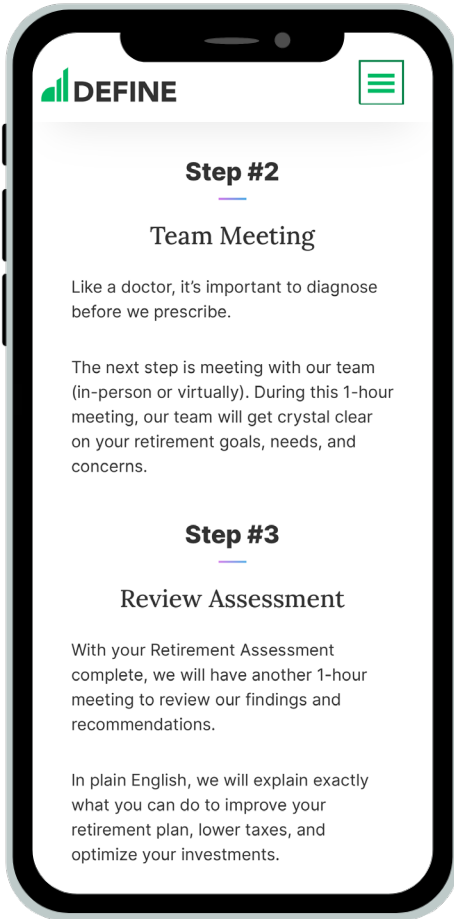 DEFINE
Step #2
Team Meeting
Like a doctor, it’s important to diagnose
before we prescribe.
The next step is meeting with our team
(in-person or virtually). During this 1-hour
meeting, our team will get crystal clear
on your retirement goals, needs, and
concerns.
Step #3
Review Assessment
With your Retirement Assessment
complete, we will have another 1-hour
meeting to review our findings and
recommendations.
In plain English, we will explain exactly
what you can do to improve your
retirement plan, lower taxes, and
optimize your investments.